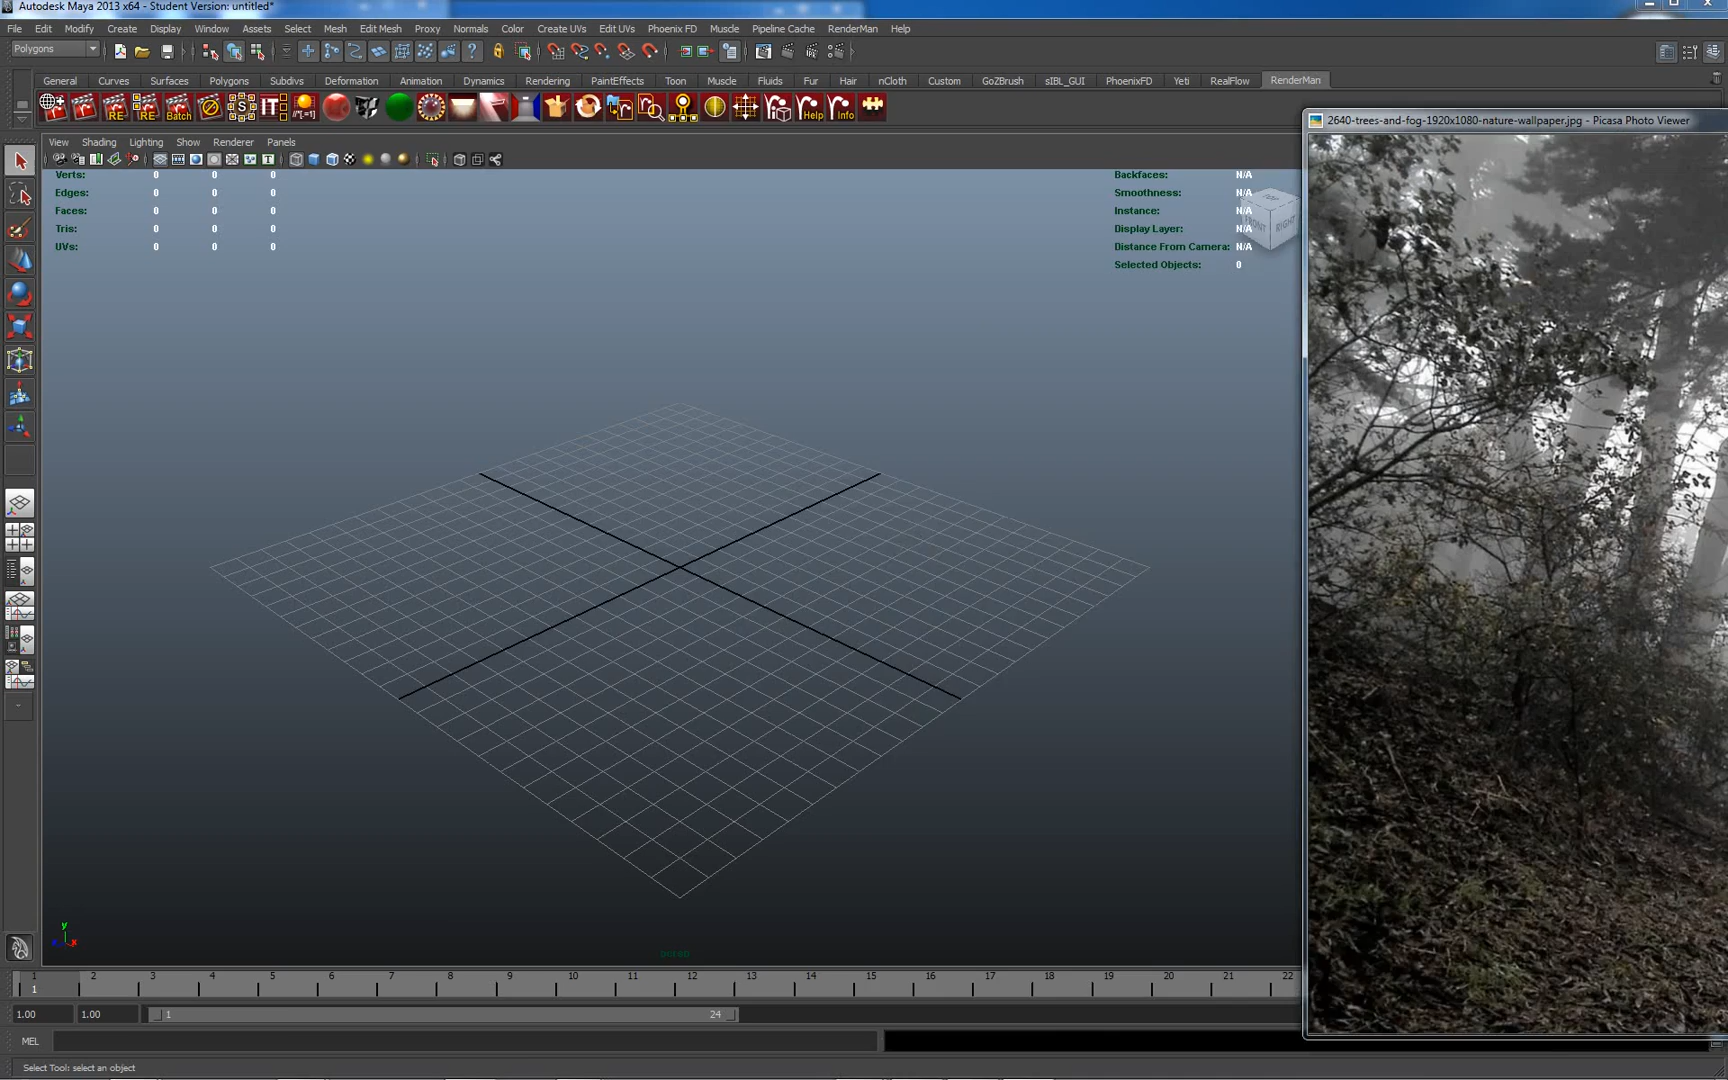 Autodesk Maya 2013 x64 - Student Version: untitled*
File Edit Modify Create Display Window Assets Select Mesh Edit Mesh Proxy Normals Color Create UVs Edit UVs Phoenix FD Muscle Pipeline Cache RenderMan Help
Polygons
General Curves Surfaces Polygons Subdivs Deformation Animation Dynamics Rendering PaintEffects Toon Muscle Fluids Fur Hair nCloth Custom GoZBrush sIBL_GUI PhoenixFD Yeti RealFlow RenderMan
RE RE Batch S IT Help Info
2640-trees-and-fog-1920x1080-nature-wallpaper.jpg - Picasa Photo Viewer
View Shading Lighting Show Renderer Panels
Verts: 0 0 0
Edges: 0 0 0
Faces: 0 0 0
Tris: 0 0 0
UVs: 0 0 0
Backfaces: N/A
Smoothness: N/A
Instance: N/A
Display Layer: N/A
Distance From Camera: N/A
Selected Objects: 0
FRONT RIGHT
y
x
persp
1 2 3 4 5 6 7 8 9 10 11 12 13 14 15 16 17 18 19 20 21 22
1
1.00 1.00 1 24
MEL
Select Tool: select an object